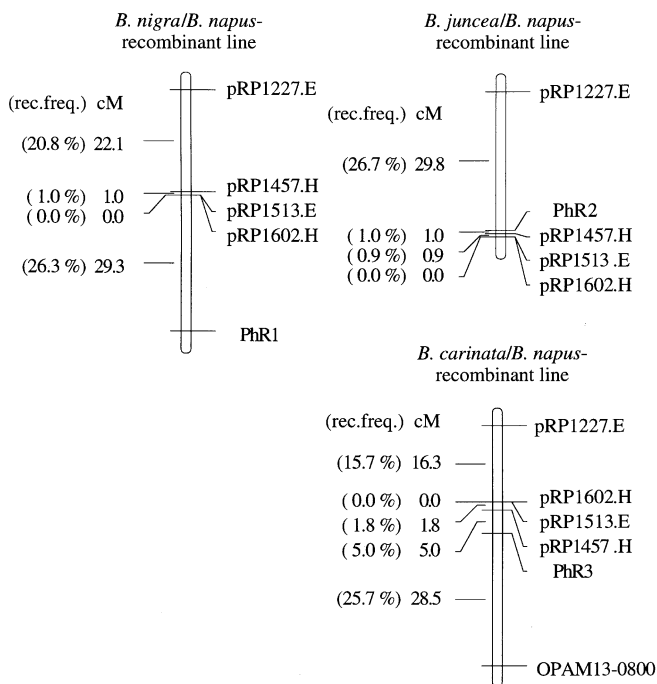 B. nigra/B. napus-
recombinant line
(rec.freq.) cM
pRP1227.E
(20.8 %) 22.1
( 1.0 %) 1.0
( 0.0 %) 0.0
pRP1457.H
pRP1513.E
pRP1602.H
(26.3 %) 29.3
PhR1
B. juncea/B. napus-
recombinant line
(rec.freq.) cM
pRP1227.E
(26.7 %) 29.8
PhR2
( 1.0 %) 1.0
( 0.9 %) 0.9
( 0.0 %) 0.0
pRP1457.H
pRP1513 .E
pRP1602.H
B. carinata/B. napus-
recombinant line
(rec.freq.) cM
pRP1227.E
(15.7 %) 16.3
( 0.0 %) 0.0
( 1.8 %) 1.8
( 5.0 %) 5.0
pRP1602.H
pRP1513.E
pRP1457 .H
PhR3
(25.7 %) 28.5
OPAM13-0800